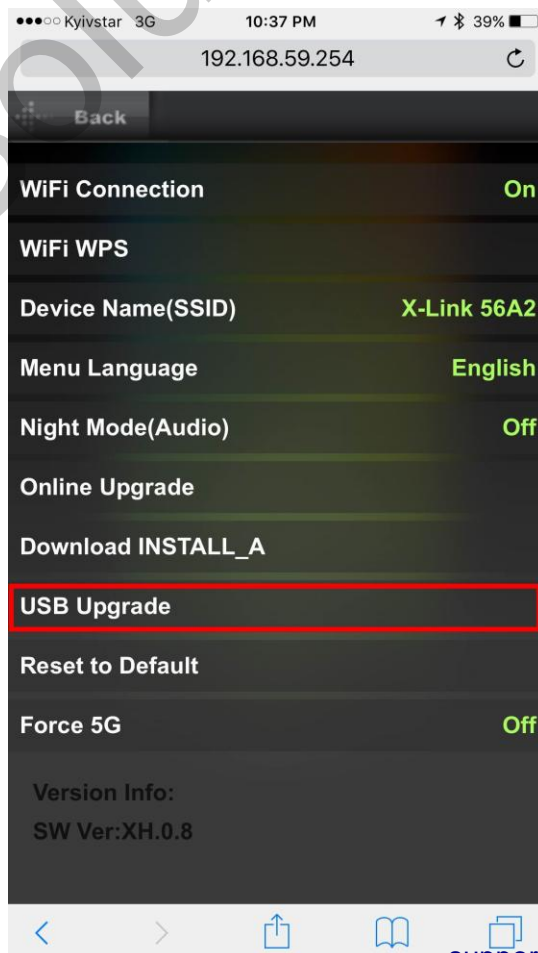 Kyivstar 3G 10:37 PM 39%
192.168.59.254
Back
WiFi Connection On
WiFi WPS
Device Name(SSID) X-Link 56A2
Menu Language English
Night Mode(Audio) Off
Online Upgrade
Download INSTALL_A
USB Upgrade
Reset to Default
Force 5G Off
Version Info:
SW Ver:XH.0.8